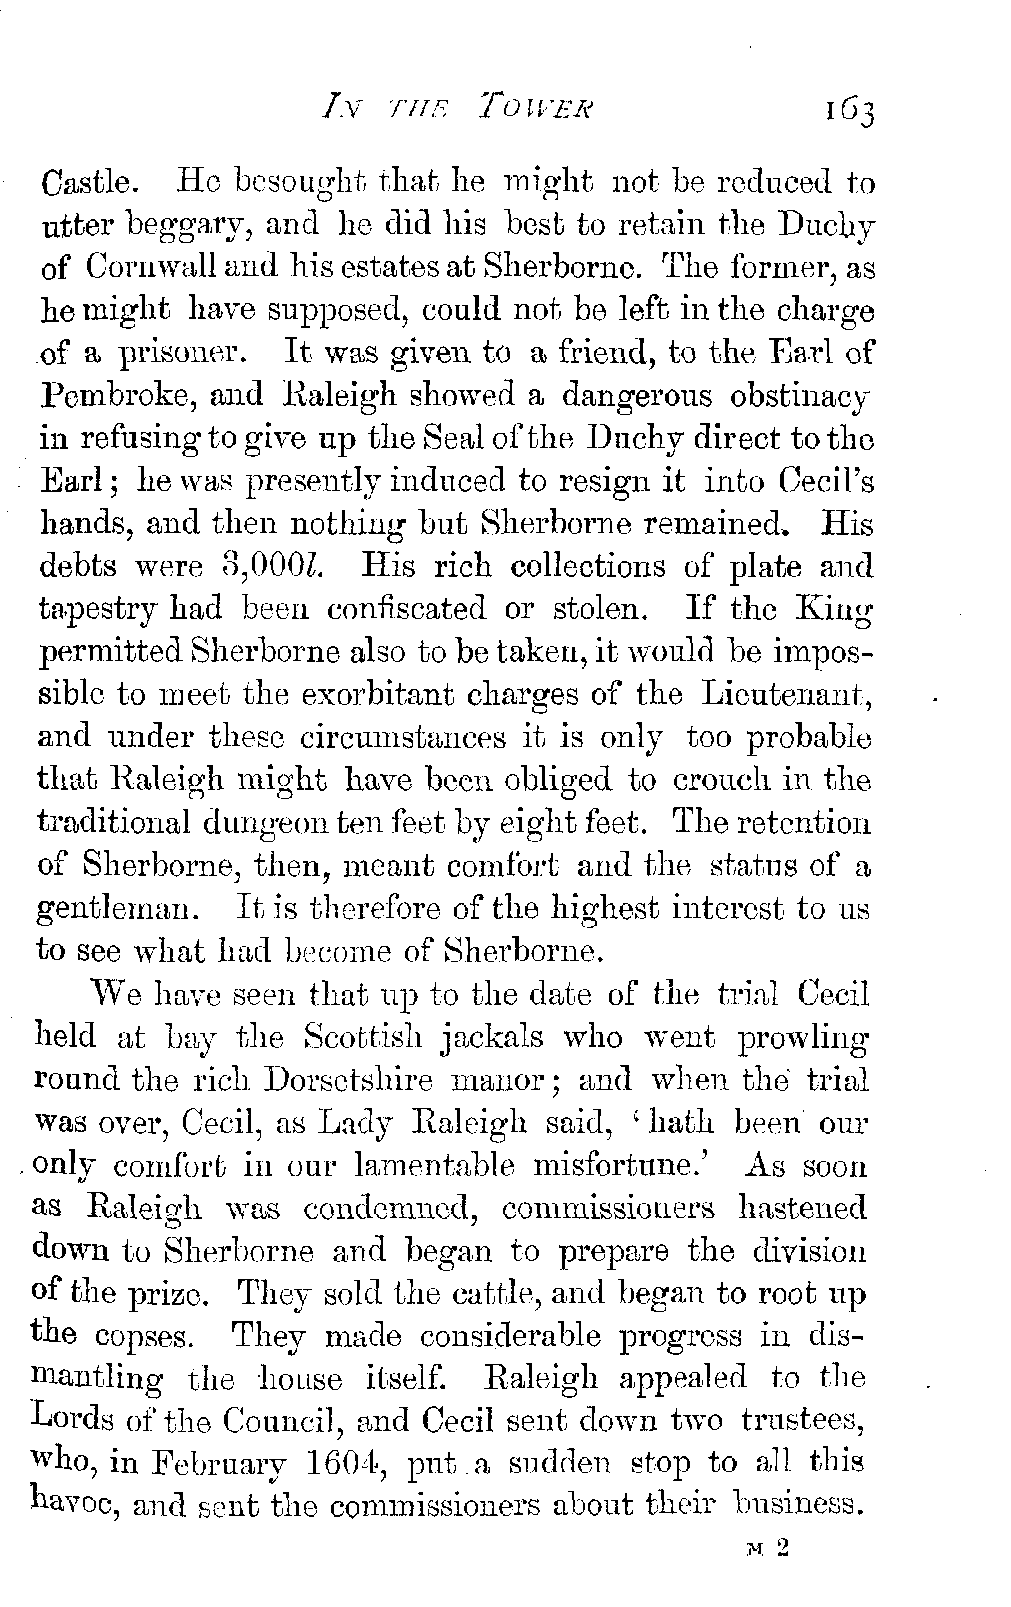 IN THE TOWER 163
Castle. He besought that he might not be reduced to
utter beggary, and he did his best to retain the Duchy
of Cornwall and his estates at Sherborne. The former, as
he might have supposed, could not be left in the charge
of a prisoner. It was given to a friend, to the Earl of
Pembroke, and Raleigh showed a dangerous obstinacy
in refusing to give up the Seal of the Duchy direct to the
Earl; he was presently induced to resign it into Cecil's
hands, and then nothing but Sherborne remained. His
debts were 3,000l. His rich collections of plate and
tapestry had been confiscated or stolen. If the King
permitted Sherborne also to be taken, it would be impos-
sible to meet the exorbitant charges of the Lieutenant,
and under these circumstances it is only too probable
that Raleigh might have been obliged to crouch in the
traditional dungeon ten feet by eight feet. The retention
of Sherborne, then, meant comfort and the status of a
gentleman. It is therefore of the highest interest to us
to see what had become of Sherborne.
We have seen that up to the date of the trial Cecil
held at bay the Scottish jackals who went prowling
round the rich Dorsetshire manor; and when the trial
was over, Cecil, as Lady Raleigh said, 'hath been our
only comfort in our lamentable misfortune.' As soon
as Raleigh was condemned, commissioners hastened
down to Sherborne and began to prepare the division
of the prize. They sold the cattle, and began to root up
the copses. They made considerable progress in dis-
mantling the house itself. Raleigh appealed to the
Lords of the Council, and Cecil sent down two trustees,
who, in February 1604, put a sudden stop to all this
havoc, and sent the commissioners about their business.
M 2